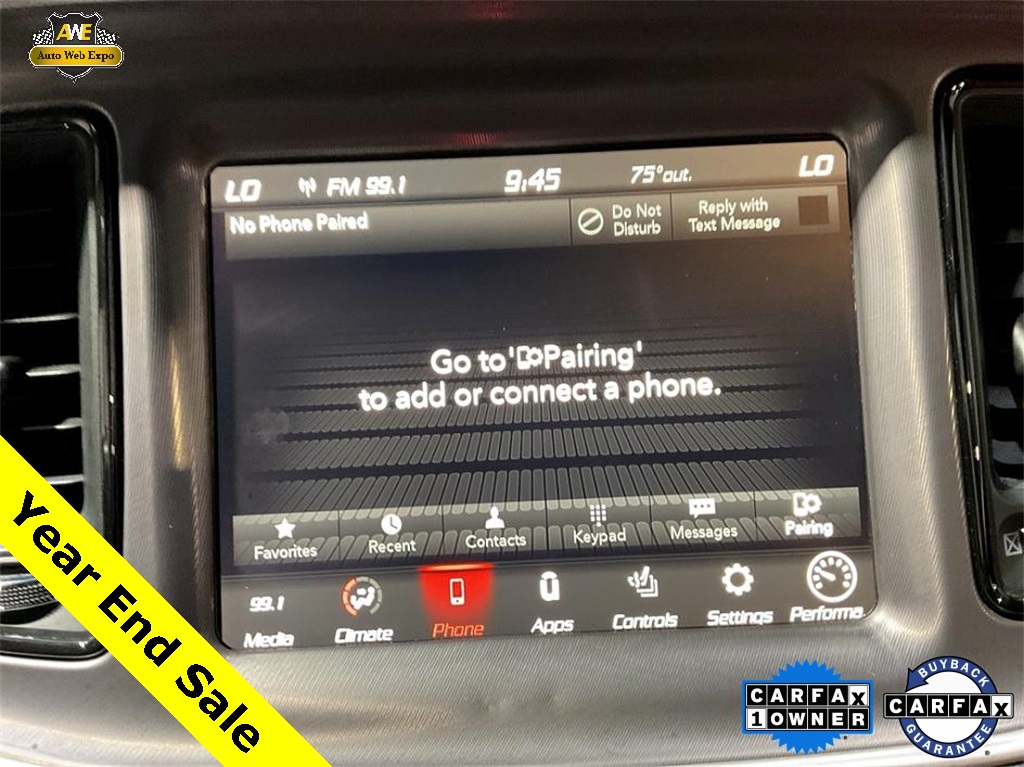 AWE
Auto Web Expo
LO FM 99.1 9:45 75°out. LO
No Phone Paired
Do Not
Disturb
Reply with
Text Message
Go to 'Pairing'
to add or connect a phone.
Favorites Recent Contacts Keypad Messages Pairing
99.1
Media Climate Phone Apps Controls Settings Performa
Year End Sale
CARFAX
1 OWNER
BUYBACK
CARFAX
GUARANTEE